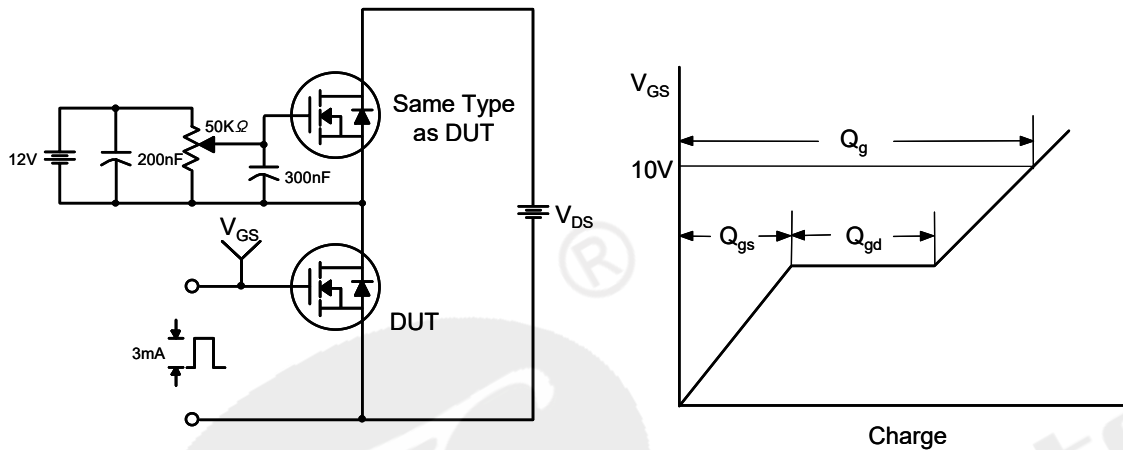 12V
200nF
50KΩ
300nF
Same Type
as DUT
V_DS
V_GS
DUT
3mA
®
V_GS
10V
Q_g
Q_gs
Q_gd
Charge